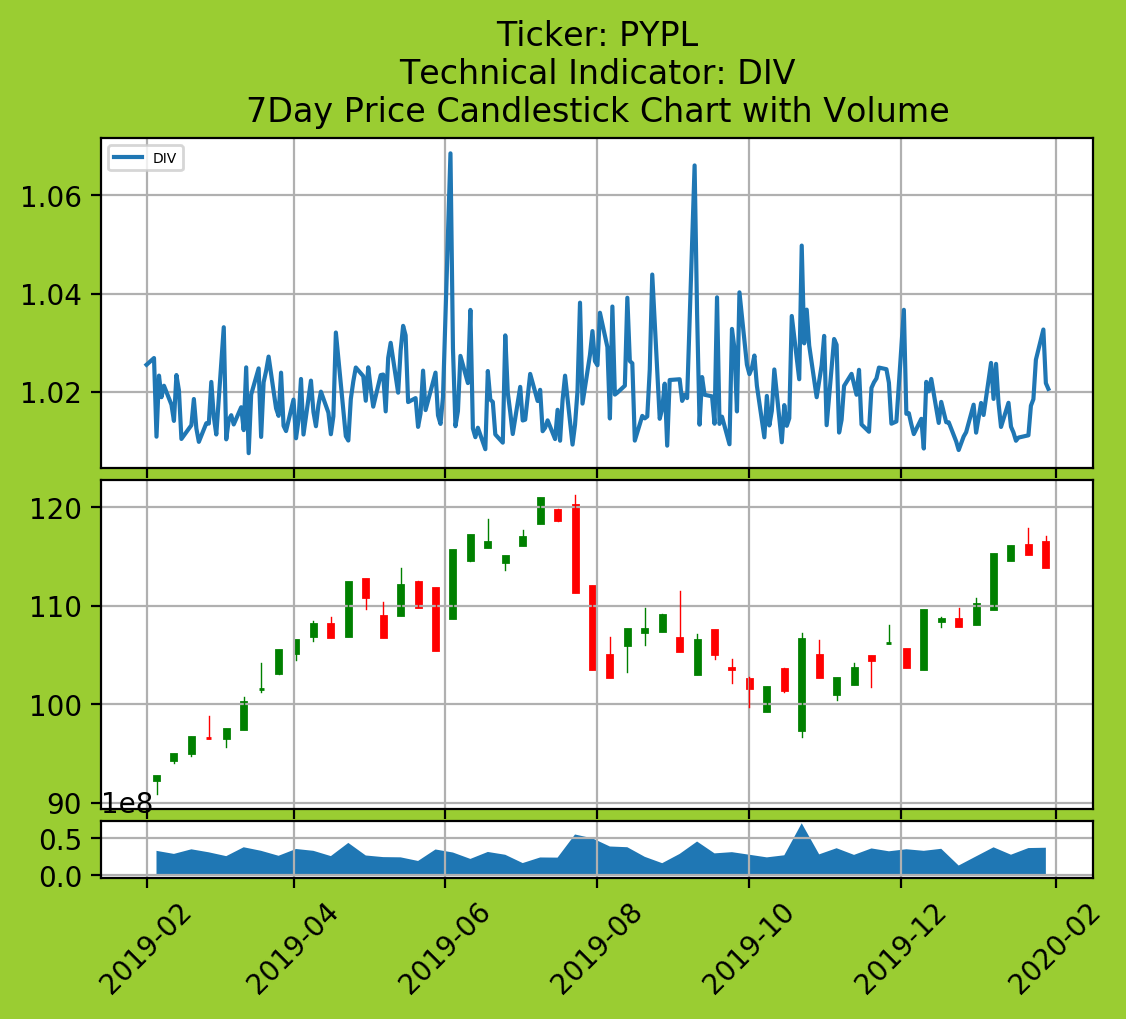 Ticker: PYPL
Technical Indicator: DIV
7Day Price Candlestick Chart with Volume
DIV
1.06
1.04
1.02
120
110
100
90
1e8
0.5
0.0
2019-02 2019-04 2019-06 2019-08 2019-10 2019-12 2020-02